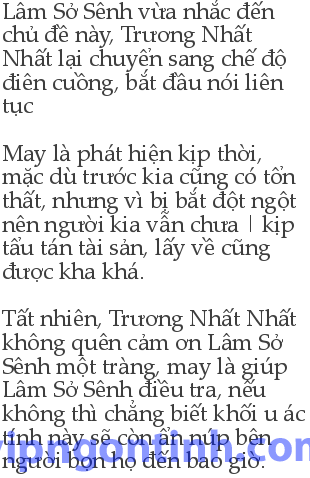 Lâm Sở Sênh vừa nhắc đến
chủ đề này, Trương Nhất
Nhất lại chuyển sang chế độ
điên cuồng, bắt đầu nói liên
tục
May là phát hiện kịp thời,
mặc dù trước kia cũng có tổn
thất, nhưng vì bị bắt đột ngột
nên người kia vẫn chưa | kịp
tẩu tán tài sản, lấy về cũng
được kha khá.
Tất nhiên, Trương Nhất Nhất
không quên cảm ơn Lâm Sở
Sênh một tràng, may là giúp
Lâm Sở Sênh điều tra, nếu
không thì chẳng biết khối u ác
tính này sẽ còn ẩn núp bên
người bọn họ đến bao giờ.
vipngontinh.com